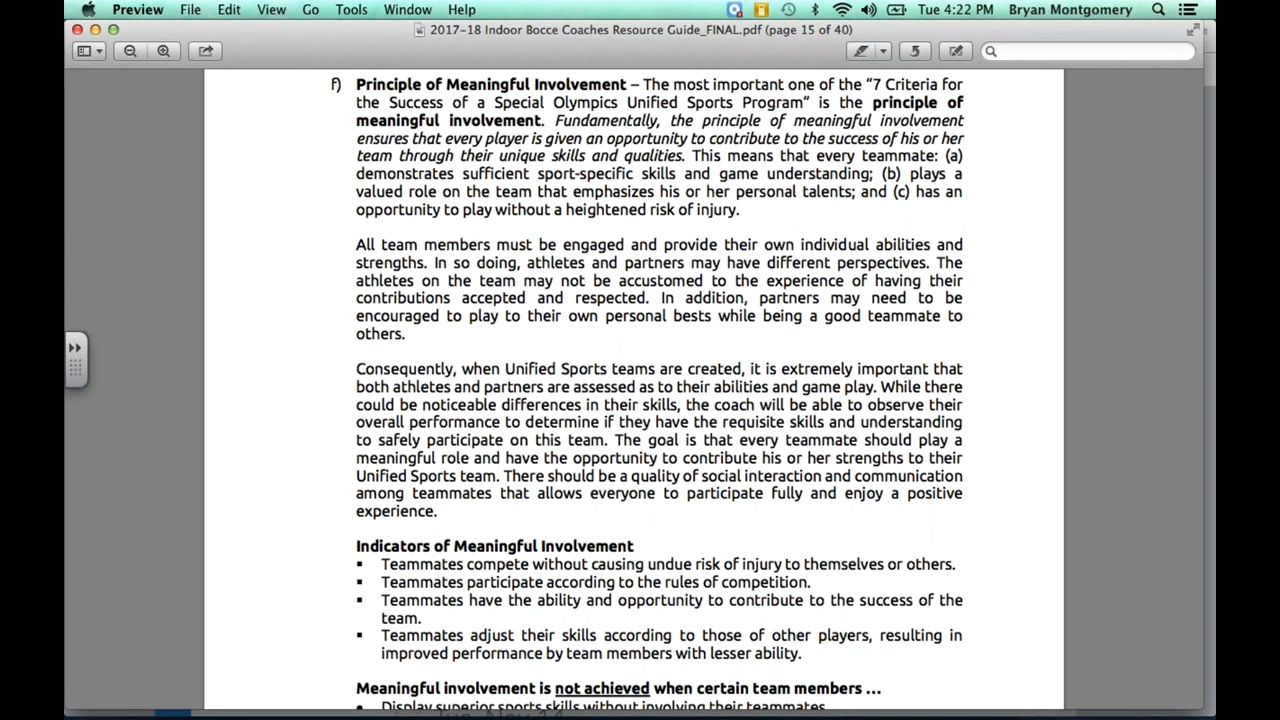 Preview File Edit View Go Tools Window Help Tue 4:22 PM Bryan Montgomery
2017-18 Indoor Bocce Coaches Resource Guide_FINAL.pdf (page 15 of 40)
f) Principle of Meaningful Involvement – The most important one of the “7 Criteria for
the Success of a Special Olympics Unified Sports Program” is the principle of
meaningful involvement. Fundamentally, the principle of meaningful involvement
ensures that every player is given an opportunity to contribute to the success of his or her
team through their unique skills and qualities. This means that every teammate: (a)
demonstrates sufficient sport-specific skills and game understanding; (b) plays a
valued role on the team that emphasizes his or her personal talents; and (c) has an
opportunity to play without a heightened risk of injury.
All team members must be engaged and provide their own individual abilities and
strengths. In so doing, athletes and partners may have different perspectives. The
athletes on the team may not be accustomed to the experience of having their
contributions accepted and respected. In addition, partners may need to be
encouraged to play to their own personal bests while being a good teammate to
others.
Consequently, when Unified Sports teams are created, it is extremely important that
both athletes and partners are assessed as to their abilities and game play. While there
could be noticeable differences in their skills, the coach will be able to observe their
overall performance to determine if they have the requisite skills and understanding
to safely participate on this team. The goal is that every teammate should play a
meaningful role and have the opportunity to contribute his or her strengths to their
Unified Sports team. There should be a quality of social interaction and communication
among teammates that allows everyone to participate fully and enjoy a positive
experience.
Indicators of Meaningful Involvement
▪ Teammates compete without causing undue risk of injury to themselves or others.
▪ Teammates participate according to the rules of competition.
▪ Teammates have the ability and opportunity to contribute to the success of the
team.
▪ Teammates adjust their skills according to those of other players, resulting in
improved performance by team members with lesser ability.
Meaningful involvement is not achieved when certain team members …
• Display superior sports skills without involving their teammates.
Tue, Nov 14